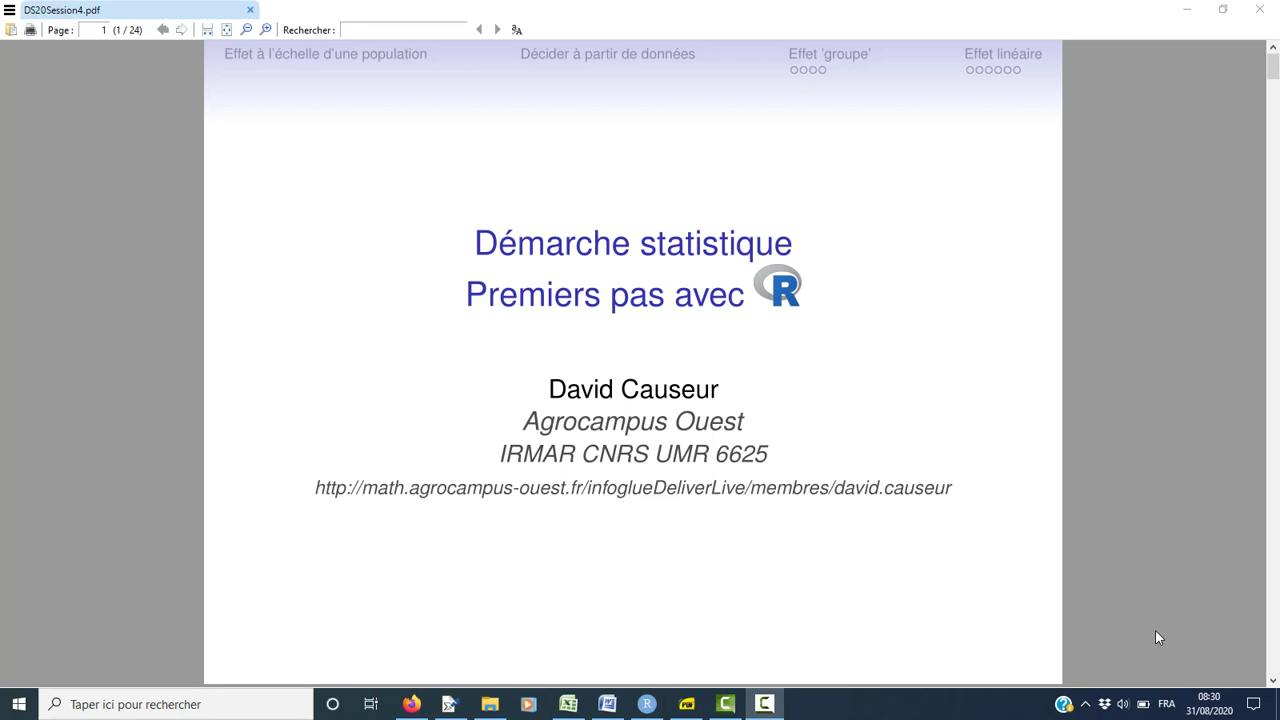 DS20Session4.pdf
Page : 1 (1 / 24) Rechercher :
Effet à l'échelle d'une population Décider à partir de données Effet 'groupe' Effet linéaire
Démarche statistique
Premiers pas avec R
David Causeur
Agrocampus Ouest
IRMAR CNRS UMR 6625
http://math.agrocampus-ouest.fr/infoglueDeliverLive/membres/david.causeur
Taper ici pour rechercher
FRA
08:30
31/08/2020